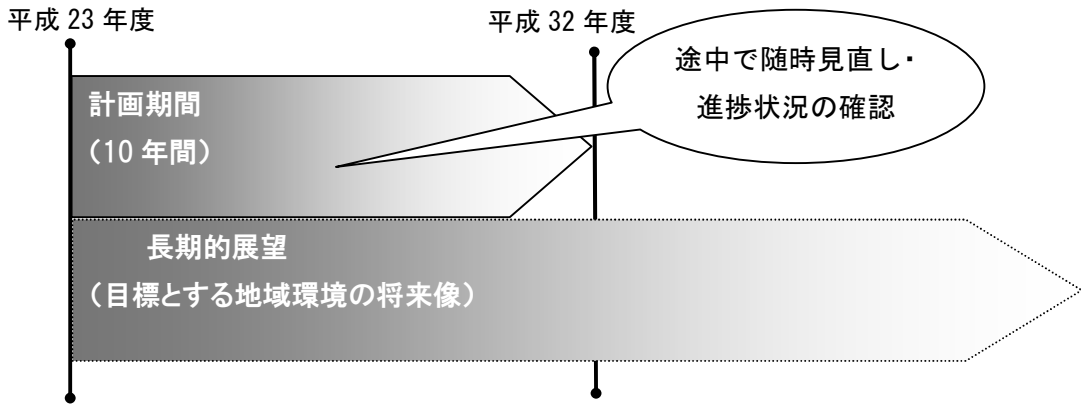 平成 23 年度
平成 32 年度
途中で随時見直し・
進捗状況の確認
計画期間
（10 年間）
長期的展望
（目標とする地域環境の将来像）